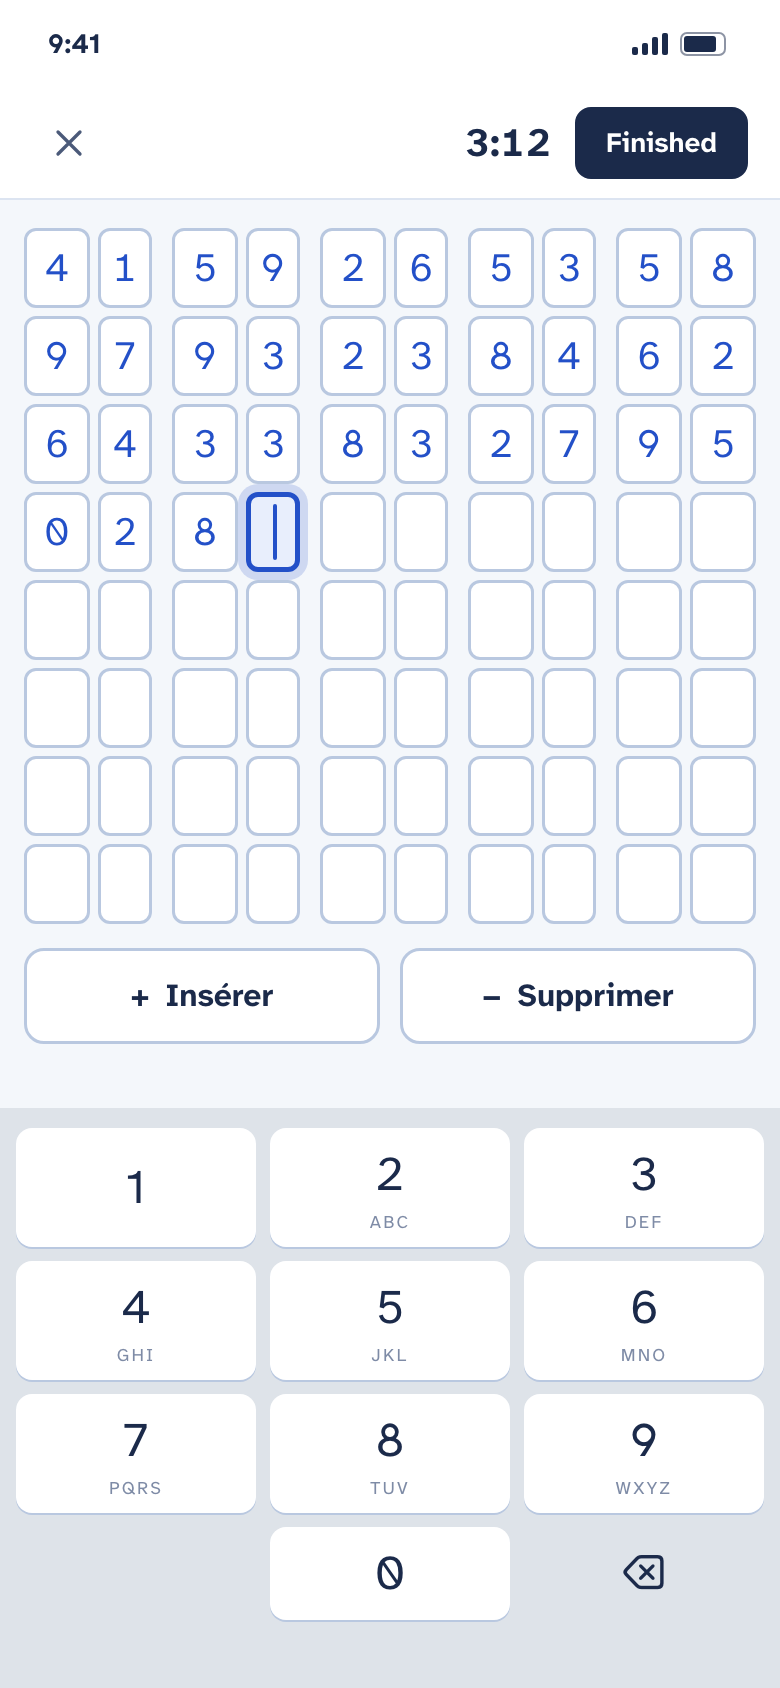 9:41
3:12 Finished
4 1 5 9 2 6 5 3 5 8
9 7 9 3 2 3 8 4 6 2
6 4 3 3 8 3 2 7 9 5
0 2 8
+ Insérer – Supprimer
1 2 3
ABC DEF
4 5 6
GHI JKL MNO
7 8 9
PQRS TUV WXYZ
0